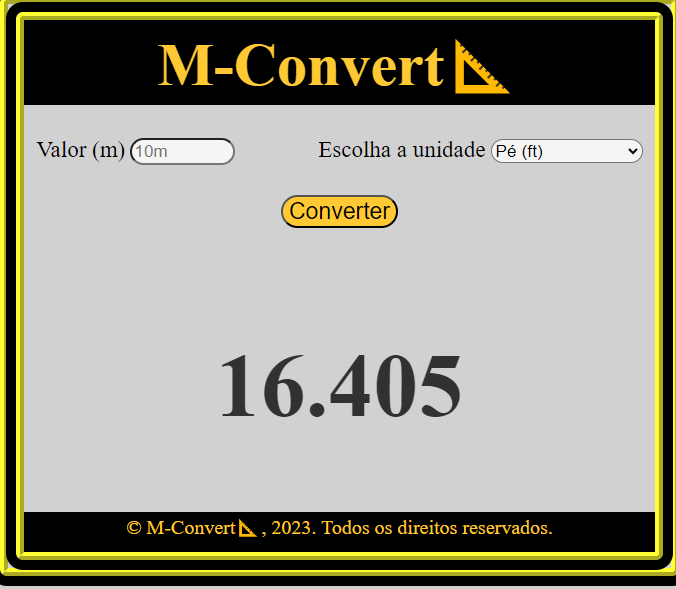 M-Convert📐
Valor (m) 10m Escolha a unidade Pé (ft)
Converter
16.405
© M-Convert📐, 2023. Todos os direitos reservados.